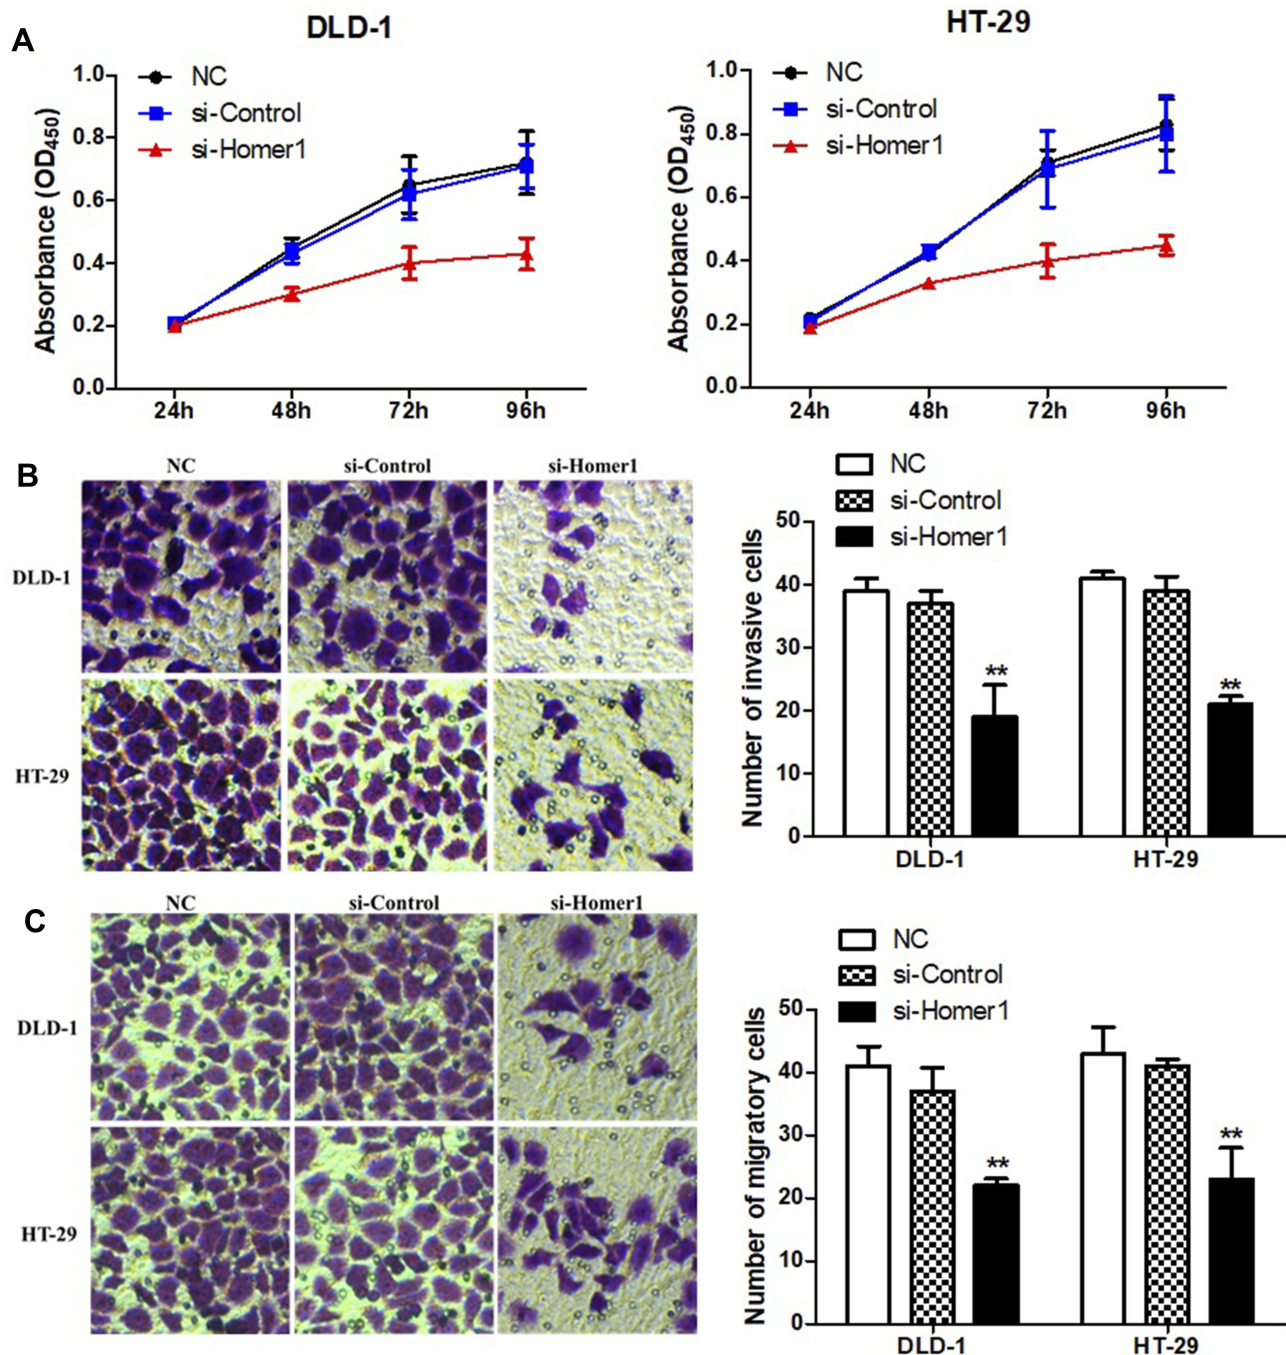 A
DLD-1
HT-29
NC
si-Control
si-Homer1
Absorbance (OD450)
1.0
0.8
0.6
0.4
0.2
0.0
24h 48h 72h 96h
NC
si-Control
si-Homer1
Absorbance (OD450)
1.0
0.8
0.6
0.4
0.2
0.0
24h 48h 72h 96h
B
NC si-Control si-Homer1
DLD-1
HT-29
NC
si-Control
si-Homer1
Number of invasive cells
50
40
30
20
10
0
**
**
DLD-1 HT-29
C
NC si-Control si-Homer1
DLD-1
HT-29
NC
si-Control
si-Homer1
Number of migratory cells
50
40
30
20
10
0
**
**
DLD-1 HT-29